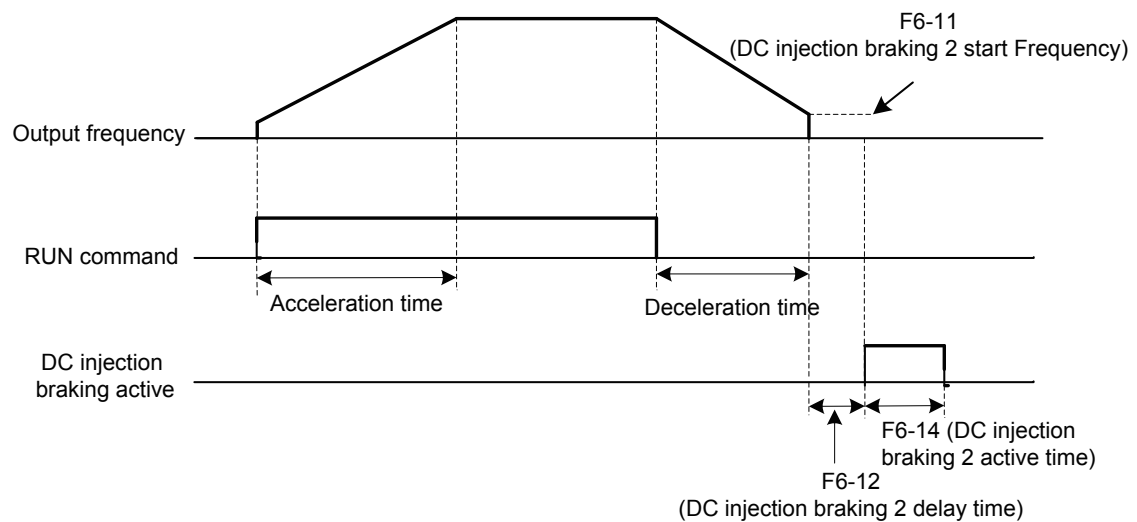 F6-11
(DC injection braking 2 start Frequency)
Output frequency
RUN command
Acceleration time
Deceleration time
DC injection
braking active
F6-14 (DC injection
braking 2 active time)
F6-12
(DC injection braking 2 delay time)